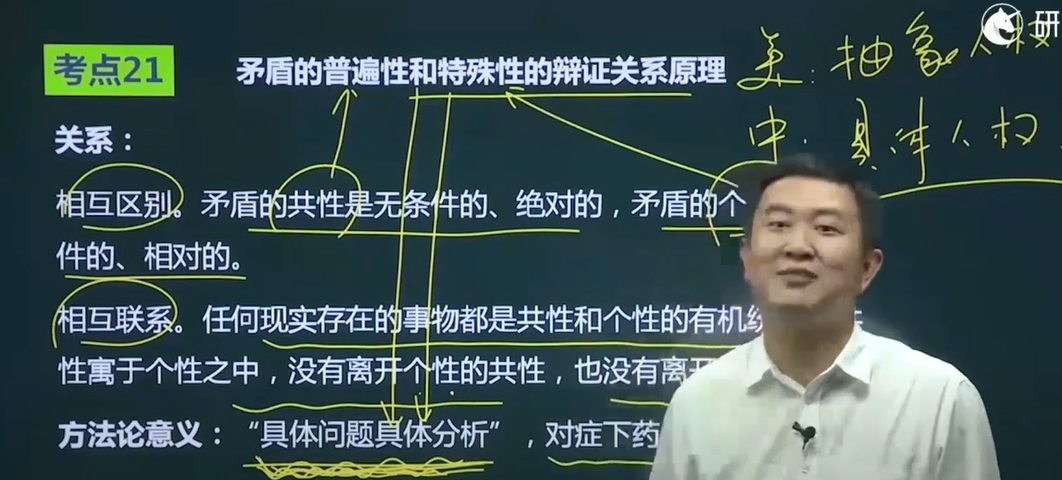 研
考点21
矛盾的普遍性和特殊性的辩证关系原理
美:抽象人权
中:具体人权
关系：
相互区别。矛盾的共性是无条件的、绝对的，矛盾的个
件的、相对的。
相互联系。任何现实存在的事物都是共性和个性的有机
性寓于个性之中，没有离开个性的共性，也没有离开
方法论意义：“具体问题具体分析”，对症下药